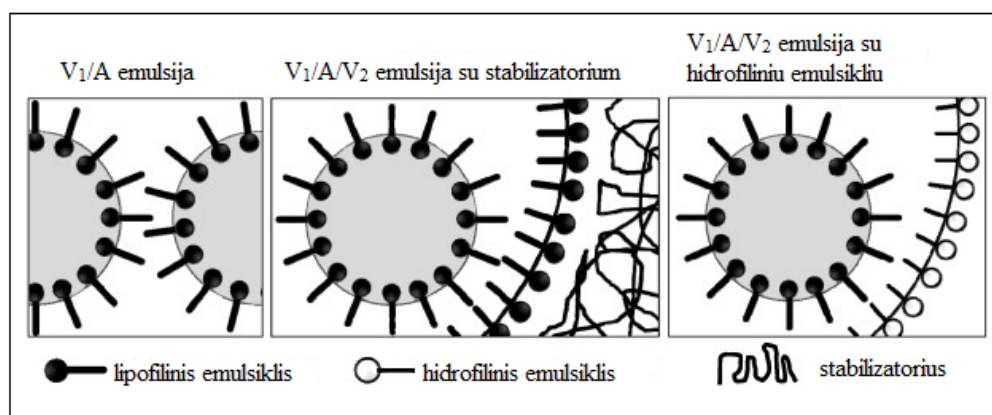 V₁/A emulsija
V₁/A/V₂ emulsija su stabilizatorium
V₁/A/V₂ emulsija su
hidrofiliniu emulsikliu
lipofilinis emulsiklis
hidrofilinis emulsiklis
stabilizatorius